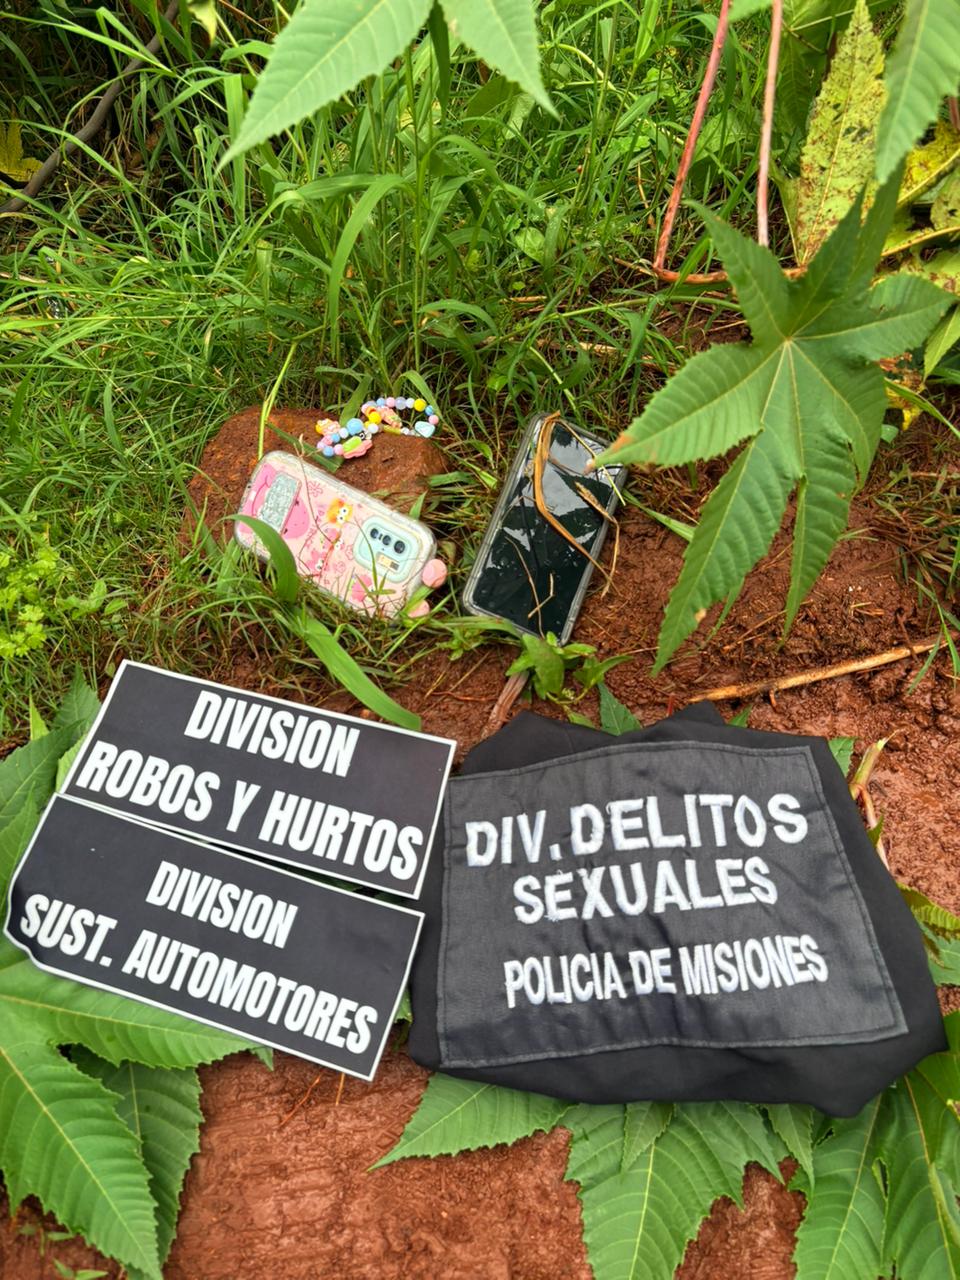 DIVISION
ROBOS Y HURTOS
DIVISION
SUST. AUTOMOTORES
DIV. DELITOS
SEXUALES
POLICIA DE MISIONES